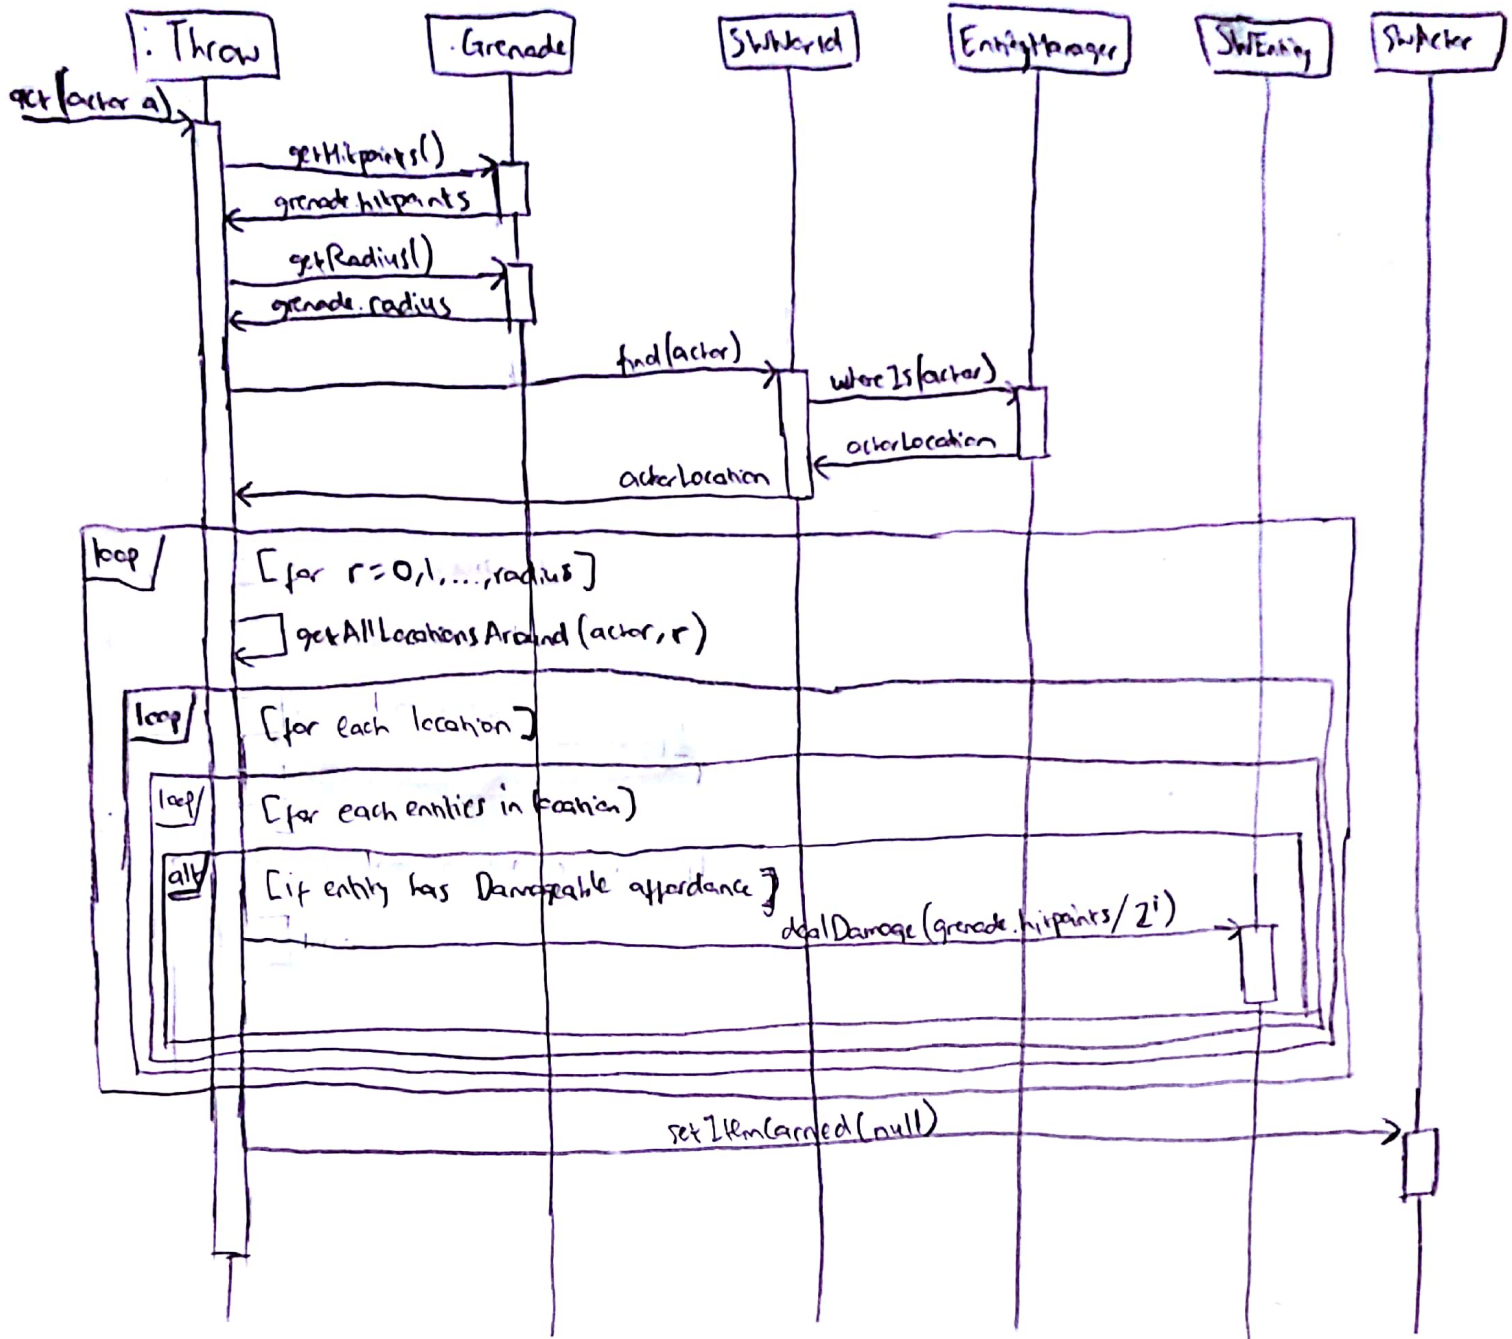 : Throw
. Grenade
SWWorld
EntityManager
SWEntity
SWActor
act(actor a)
getHitpoints()
grenade.hitpoints
getRadius()
grenade.radius
find(actor)
whereIs(actor)
actorLocation
actorLocation
loop
[for r=0,1,...,radius]
getAllLocationsAround(actor, r)
loop
[for each location]
loop
[for each entities in location]
alt
[if entity has Damageable affordance]
dealDamage(grenade.hitpoints/2^i)
setItemCarried(null)